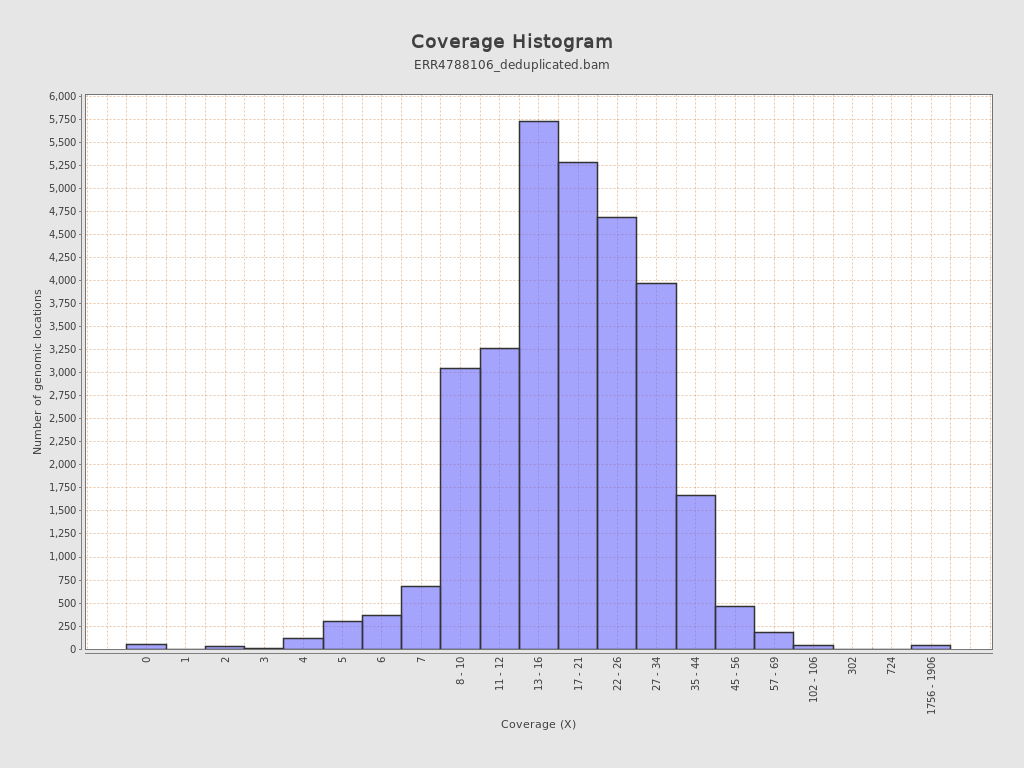 Coverage Histogram
ERR4788106_deduplicated.bam
Number of genomic locations
6,000
5,750
5,500
5,250
5,000
4,750
4,500
4,250
4,000
3,750
3,500
3,250
3,000
2,750
2,500
2,250
2,000
1,750
1,500
1,250
1,000
750
500
250
0
0
1
2
3
4
5
6
7
8 - 10
11 - 12
13 - 16
17 - 21
22 - 26
27 - 34
35 - 44
45 - 56
57 - 69
102 - 106
302
724
1756 - 1906
Coverage (X)